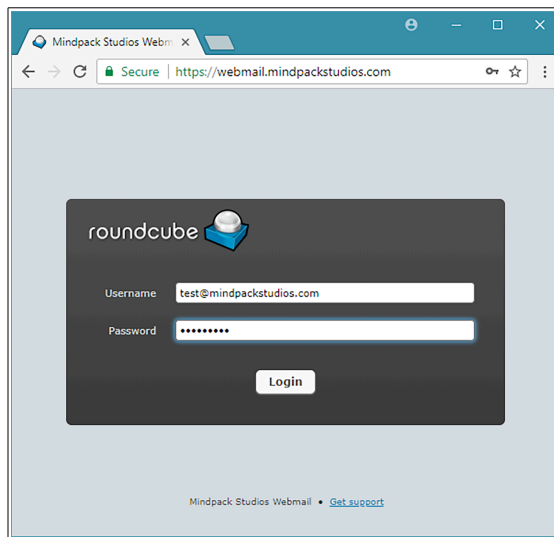 Mindpack Studios Webm
Secure | https://webmail.mindpackstudios.com
roundcube
Username test@mindpackstudios.com
Password •••••••••
Login
Mindpack Studios Webmail • Get support